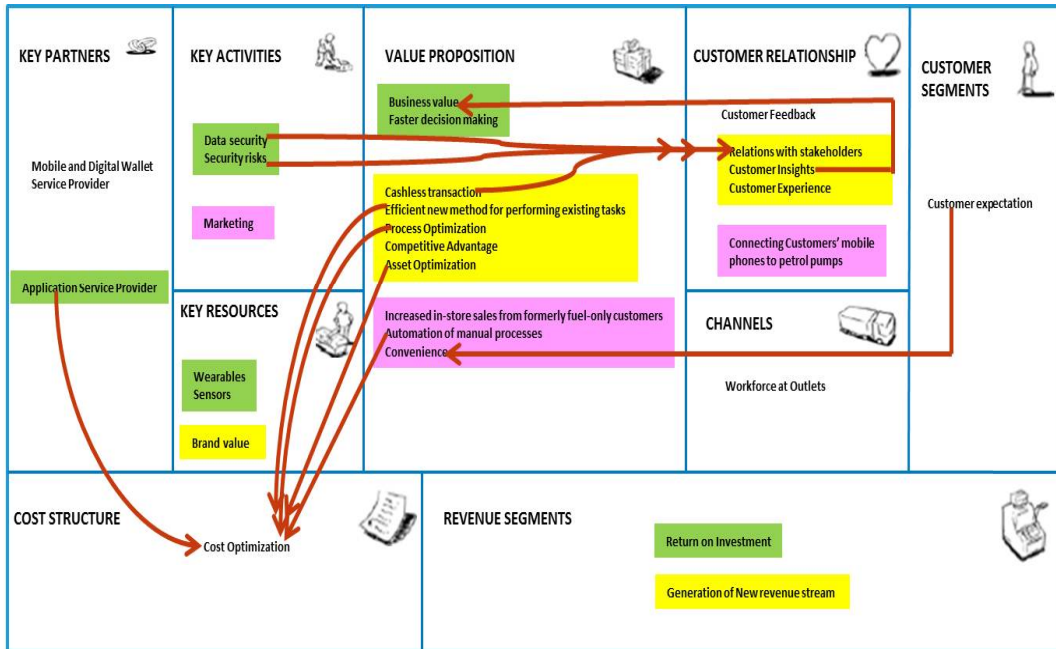 KEY PARTNERS
Mobile and Digital Wallet
Service Provider
Application Service Provider
KEY ACTIVITIES
Data security
Security risks
Marketing
KEY RESOURCES
Wearables
Sensors
Brand value
VALUE PROPOSITION
Business value
Faster decision making
Cashless transaction
Efficient new method for performing existing tasks
Process Optimization
Competitive Advantage
Asset Optimization
Increased in-store sales from formerly fuel-only customers
Automation of manual processes
Convenience
CUSTOMER RELATIONSHIP
Customer Feedback
Relations with stakeholders
Customer Insights
Customer Experience
Connecting Customers' mobile
phones to petrol pumps
CHANNELS
Workforce at Outlets
CUSTOMER
SEGMENTS
Customer expectation
COST STRUCTURE
Cost Optimization
REVENUE SEGMENTS
Return on Investment
Generation of New revenue stream